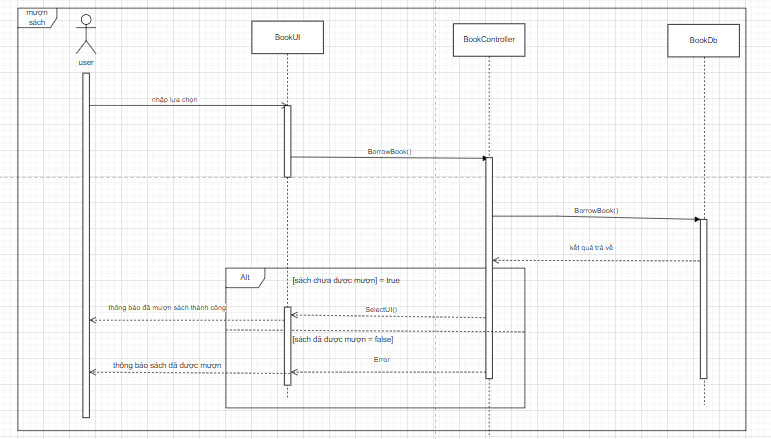 mượn
sách
user
BookUI
BookController
BookDb
nhập lựa chọn
BorrowBook()
BorrowBook()
kết quả trả về
Alt
[sách chưa được mượn] = true
thông báo đã mượn sách thành công
SelectUI()
[sách đã được mượn = false]
Error
thông báo sách đã được mượn